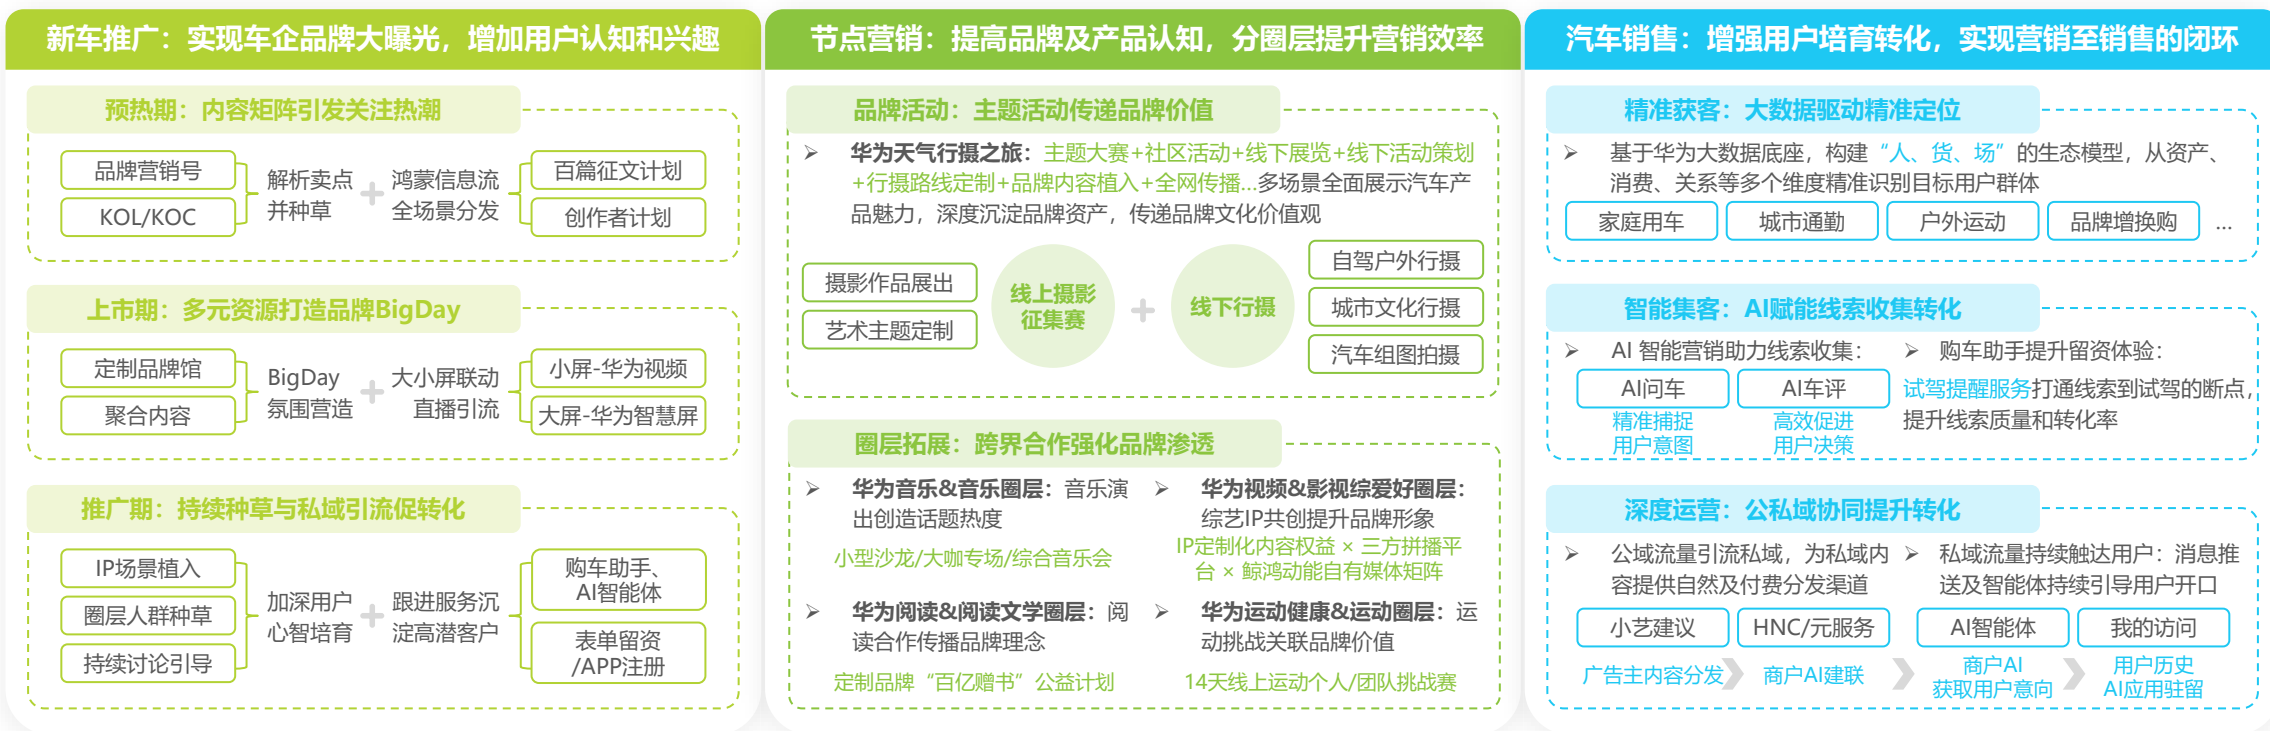 新车推广：实现车企品牌大曝光，增加用户认知和兴趣
预热期：内容矩阵引发关注热潮
品牌营销号
KOL/KOC
解析卖点
并种草
+
鸿蒙信息流
全场景分发
百篇征文计划
创作者计划
上市期：多元资源打造品牌BigDay
定制品牌馆
聚合内容
BigDay
氛围营造
+
大小屏联动
直播引流
小屏-华为视频
大屏-华为智慧屏
推广期：持续种草与私域引流促转化
IP场景植入
圈层人群种草
持续讨论引导
加深用户
心智培育
+
跟进服务沉
淀高潜客户
购车助手、
AI智能体
表单留资
/APP注册
节点营销：提高品牌及产品认知，分圈层提升营销效率
品牌活动：主题活动传递品牌价值
华为天气行摄之旅：主题大赛+社区活动+线下展览+线下活动策划
+行摄路线定制+品牌内容植入+全网传播...多场景全面展示汽车产
品魅力，深度沉淀品牌资产，传递品牌文化价值观
摄影作品展出
艺术主题定制
线上摄影
征集赛
+
线下行摄
自驾户外行摄
城市文化行摄
汽车组图拍摄
圈层拓展：跨界合作强化品牌渗透
华为音乐&音乐圈层：音乐演
出创造话题热度
小型沙龙/大咖专场/综合音乐会
华为视频&影视综爱好圈层：
综艺IP共创提升品牌形象
IP定制化内容权益 × 三方拼播平
台 × 鲸鸿动能自有媒体矩阵
华为阅读&阅读文学圈层：阅
读合作传播品牌理念
定制品牌“百亿赠书”公益计划
华为运动健康&运动圈层：运
动挑战关联品牌价值
14天线上运动个人/团队挑战赛
汽车销售：增强用户培育转化，实现营销至销售的闭环
精准获客：大数据驱动精准定位
基于华为大数据底座，构建“人、货、场”的生态模型，从资产、
消费、关系等多个维度精准识别目标用户群体
家庭用车
城市通勤
户外运动
品牌增换购
...
智能集客：AI赋能线索收集转化
AI 智能营销助力线索收集：
AI问车
AI车评
精准捕捉
用户意图
高效促进
用户决策
购车助手提升留资体验：
试驾提醒服务打通线索到试驾的断点，
提升线索质量和转化率
深度运营：公私域协同提升转化
公域流量引流私域，为私域内
容提供自然及付费分发渠道
私域流量持续触达用户：消息推
送及智能体持续引导用户开口
小艺建议
HNC/元服务
AI智能体
我的访问
广告主内容分发
商户AI建联
商户AI
获取用户意向
用户历史
AI应用驻留